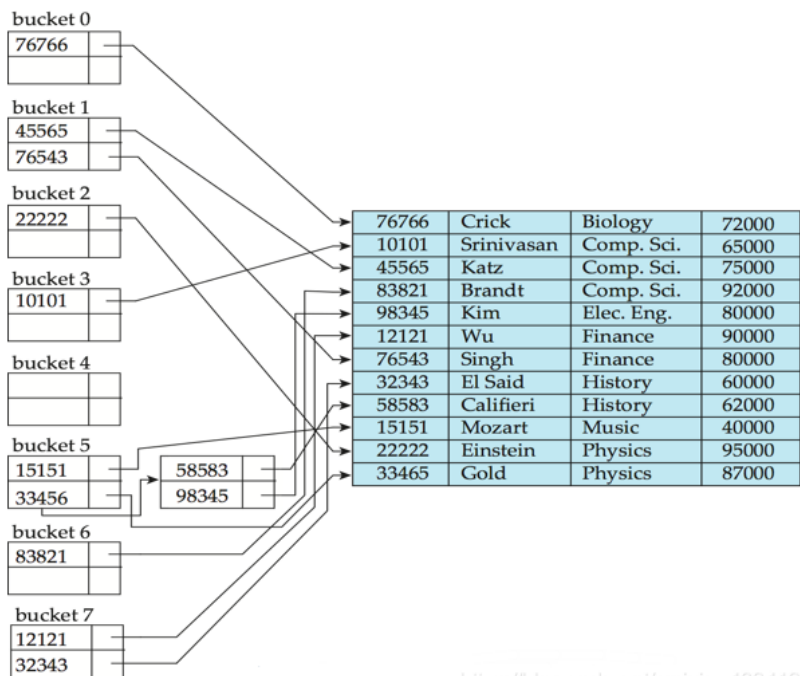 bucket 0
76766
bucket 1
45565
76543
bucket 2
22222
bucket 3
10101
bucket 4
bucket 5
15151
33456
58583
98345
bucket 6
83821
bucket 7
12121
32343
76766 Crick Biology 72000
10101 Srinivasan Comp. Sci. 65000
45565 Katz Comp. Sci. 75000
83821 Brandt Comp. Sci. 92000
98345 Kim Elec. Eng. 80000
12121 Wu Finance 90000
76543 Singh Finance 80000
32343 El Said History 60000
58583 Califieri History 62000
15151 Mozart Music 40000
22222 Einstein Physics 95000
33465 Gold Physics 87000